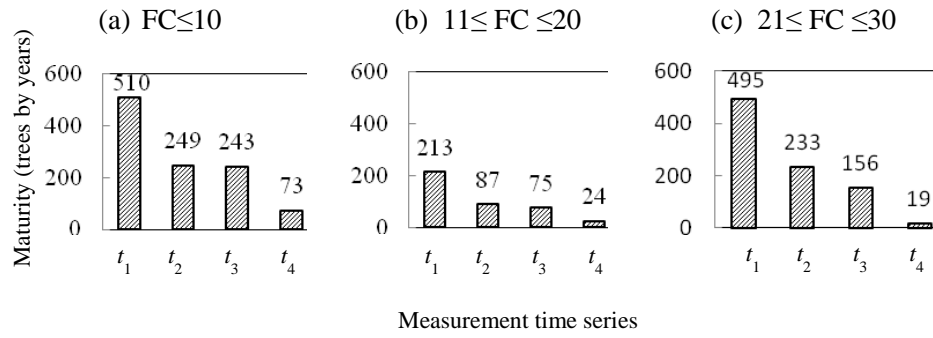 (a) FC≤10
(b) 11≤ FC ≤20
(c) 21≤ FC ≤30
Maturity (trees by years)
600
400
200
0
510
249
243
73
t1
t2
t3
t4
600
400
200
0
213
87
75
24
t1
t2
t3
t4
600
400
200
0
495
233
156
19
t1
t2
t3
t4
Measurement time series